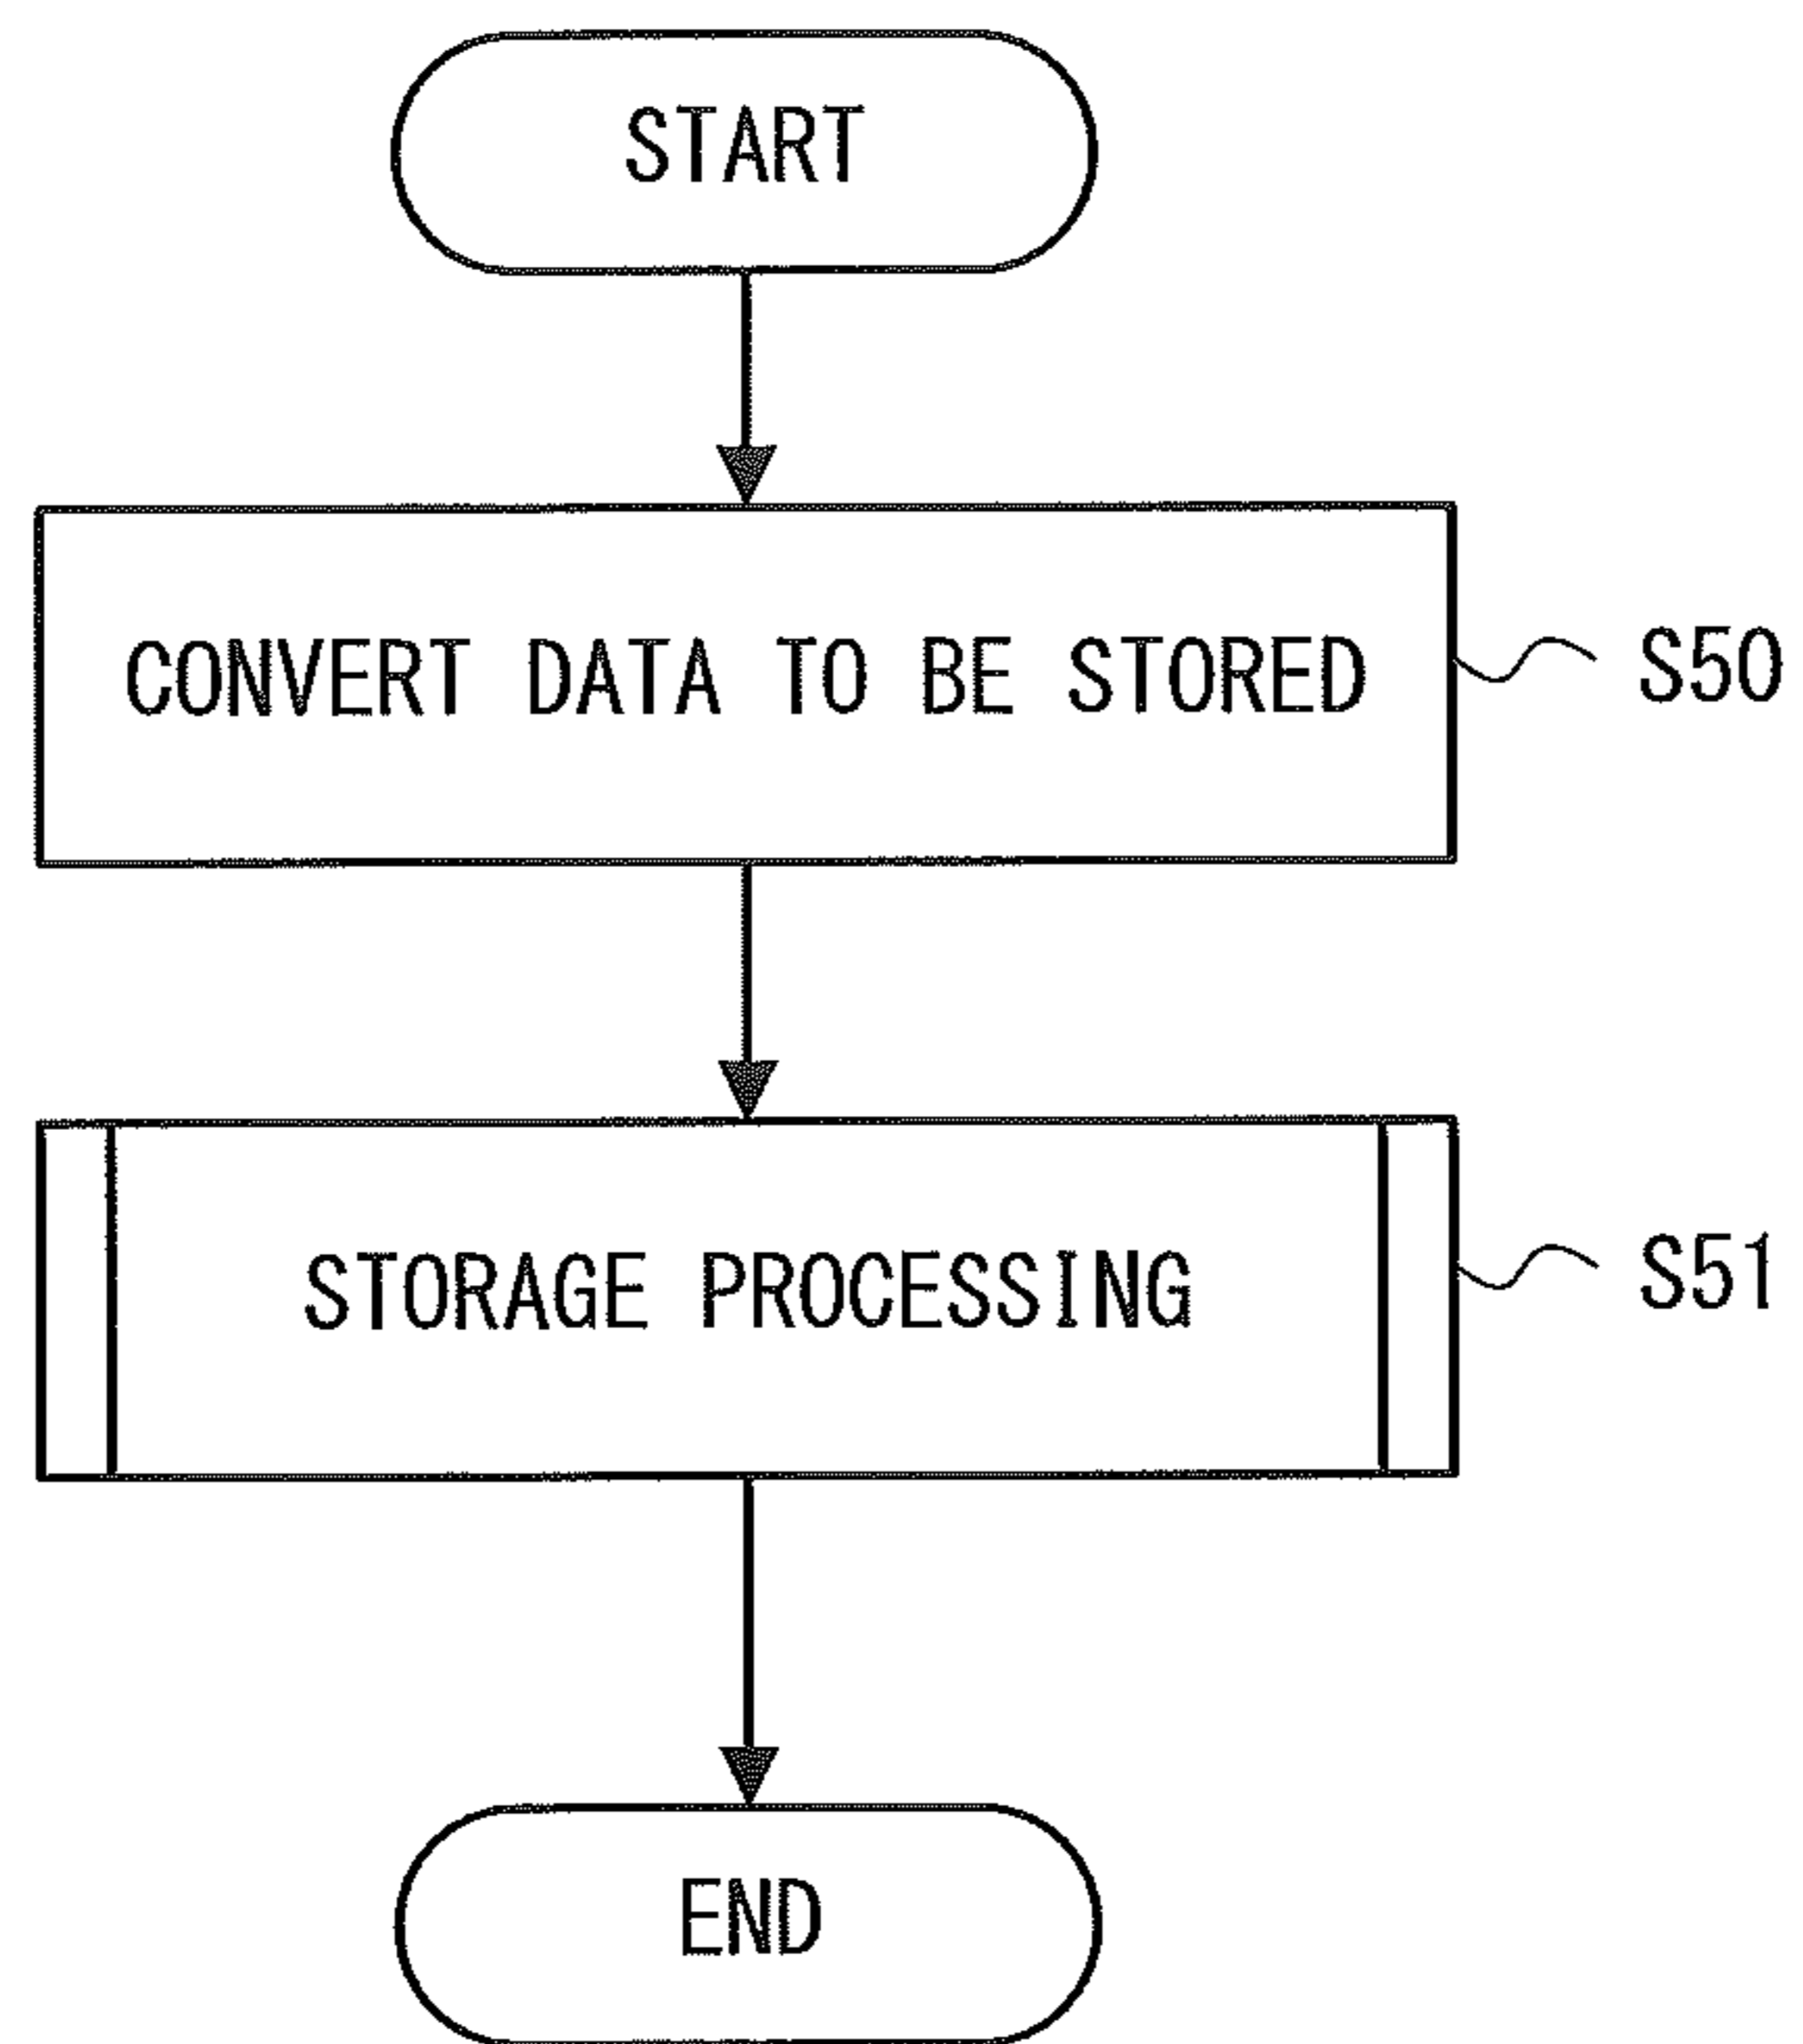 START
CONVERT DATA TO BE STORED
S50
STORAGE PROCESSING
S51
END